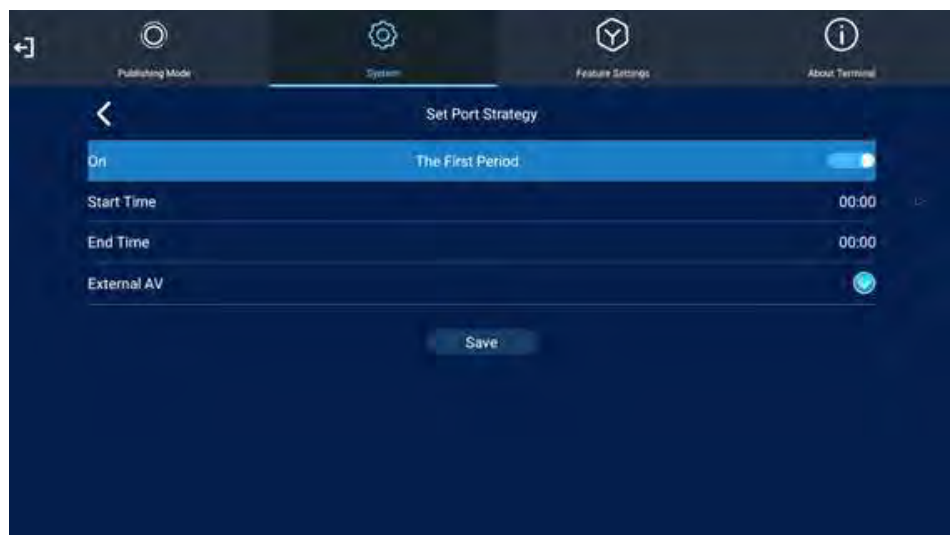 Publishing Mode
System
Feature Settings
About Terminal
Set Port Strategy
On The First Period
Start Time 00:00
End Time 00:00
External AV
Save